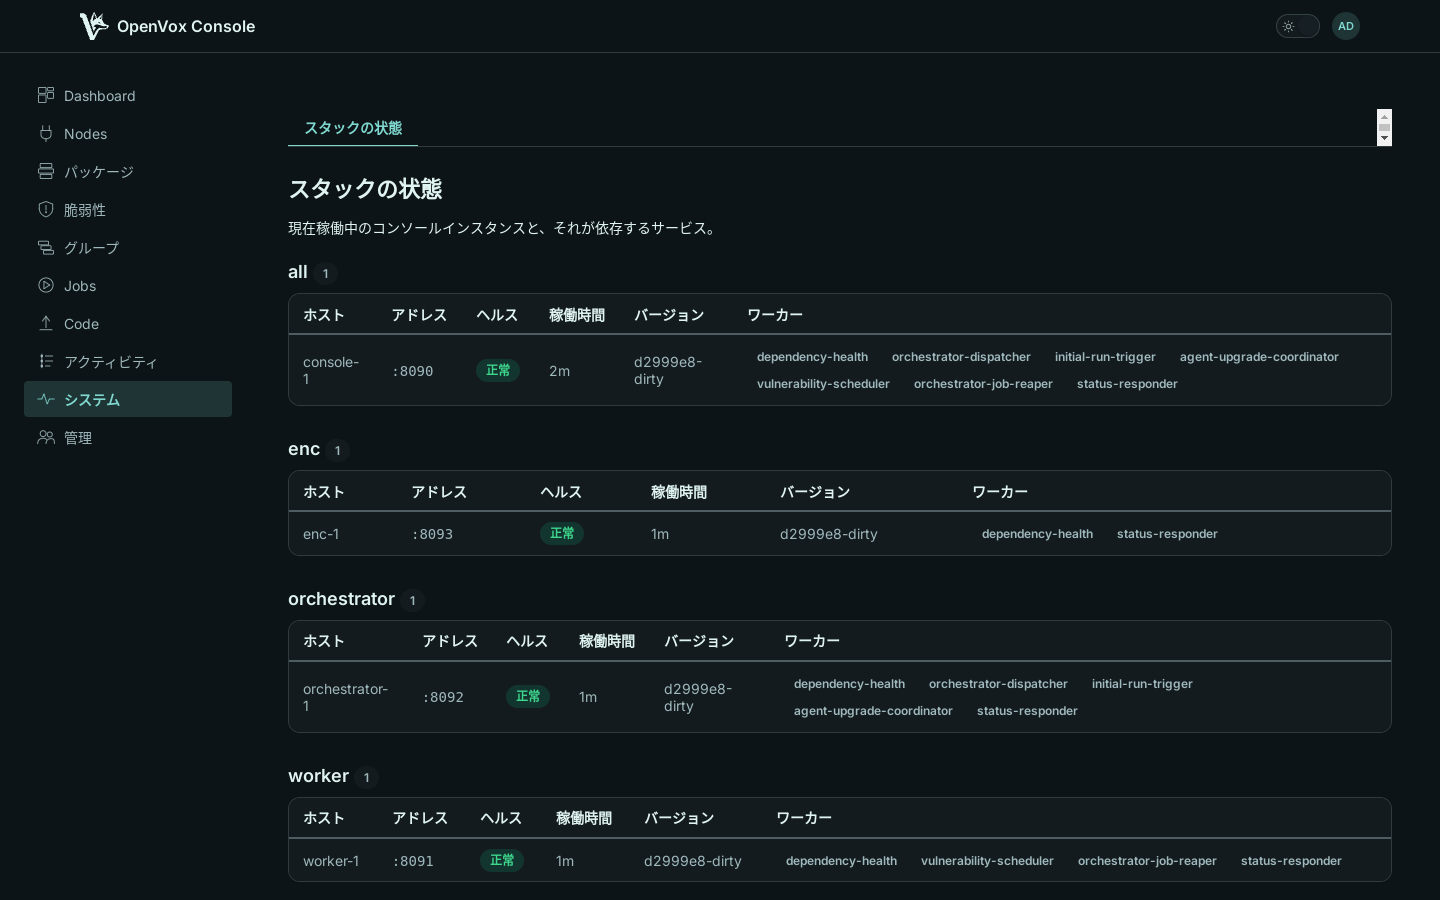 OpenVox Console
AD
Dashboard
Nodes
パッケージ
脆弱性
グループ
Jobs
Code
アクティビティ
システム
管理
スタックの状態
スタックの状態
現在稼働中のコンソールインスタンスと、それが依存するサービス。
all 1
ホスト アドレス ヘルス 稼働時間 バージョン ワーカー
console-1 :8090 正常 2m d2999e8-dirty dependency-health orchestrator-dispatcher initial-run-trigger agent-upgrade-coordinator
vulnerability-scheduler orchestrator-job-reaper status-responder
enc 1
ホスト アドレス ヘルス 稼働時間 バージョン ワーカー
enc-1 :8093 正常 1m d2999e8-dirty dependency-health status-responder
orchestrator 1
ホスト アドレス ヘルス 稼働時間 バージョン ワーカー
orchestrator-1 :8092 正常 1m d2999e8-dirty dependency-health orchestrator-dispatcher initial-run-trigger
agent-upgrade-coordinator status-responder
worker 1
ホスト アドレス ヘルス 稼働時間 バージョン ワーカー
worker-1 :8091 正常 1m d2999e8-dirty dependency-health vulnerability-scheduler orchestrator-job-reaper status-responder